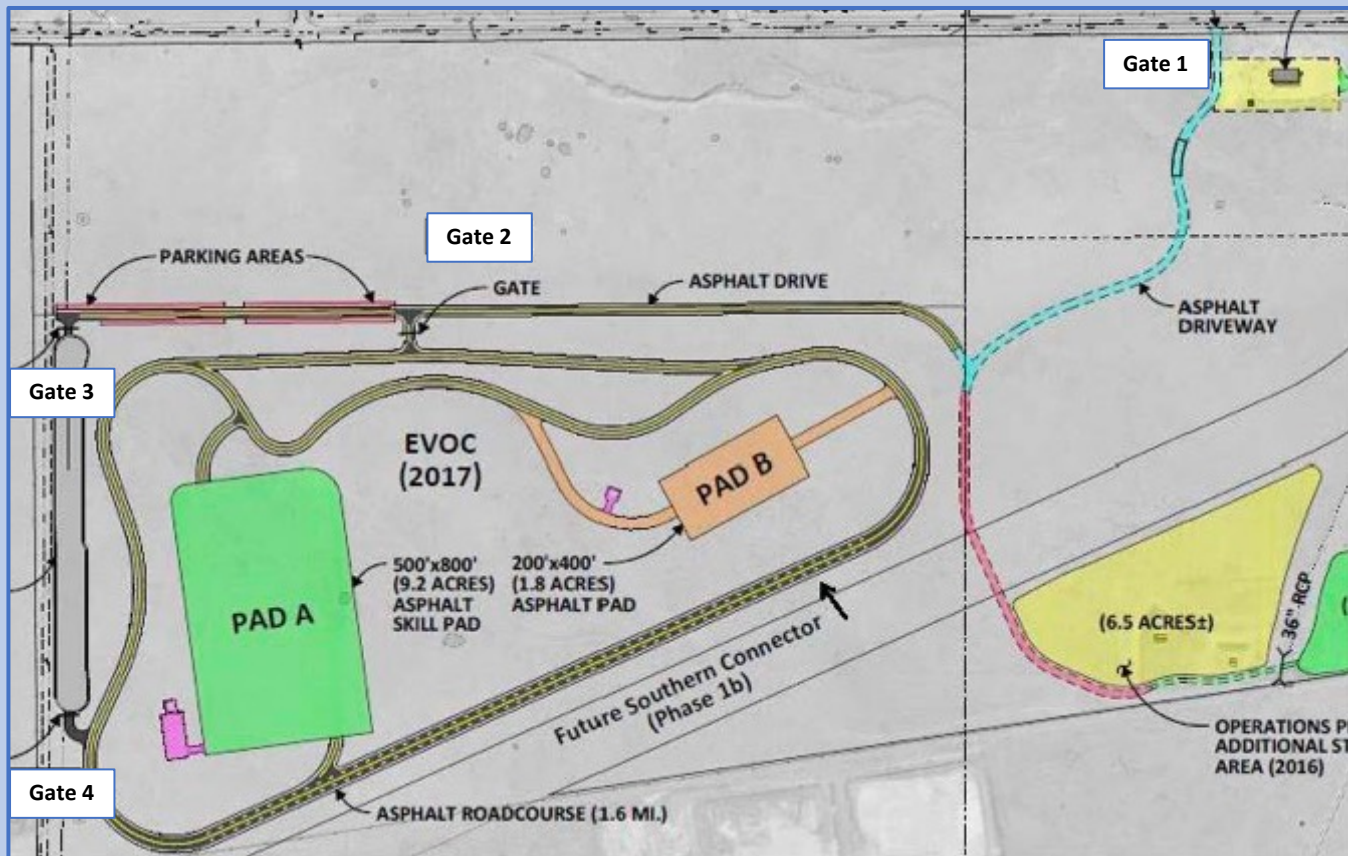 Gate 1
Gate 2
PARKING AREAS
GATE
ASPHALT DRIVE
ASPHALT
DRIVEWAY
Gate 3
EVOC
(2017)
PAD B
500'x800'
(9.2 ACRES)
ASPHALT
SKILL PAD
200'x400'
(1.8 ACRES)
ASPHALT PAD
PAD A
(6.5 ACRES±)
36" RCP
Future Southern Connector
(Phase 1b)
OPERATIONS
ADDITIONAL
AREA (2016)
Gate 4
ASPHALT ROADCOURSE (1.6 MI.)